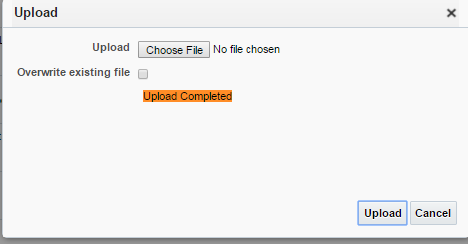 Upload
Upload Choose File No file chosen
Overwrite existing file
Upload Completed
Upload Cancel